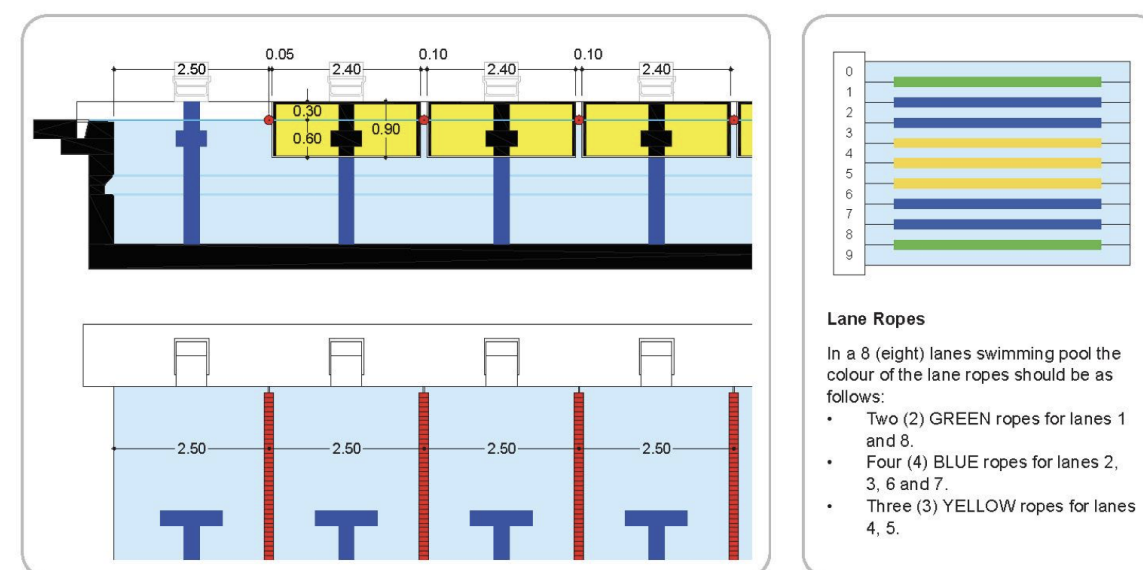 0.05 0.10 0.10
2.50 2.40 2.40 2.40
0.30
0.60 0.90
2.50 2.50 2.50 2.50
0
1
2
3
4
5
6
7
8
9
Lane Ropes
In a 8 (eight) lanes swimming pool the
colour of the lane ropes should be as
follows:
• Two (2) GREEN ropes for lanes 1
and 8.
• Four (4) BLUE ropes for lanes 2,
3, 6 and 7.
• Three (3) YELLOW ropes for lanes
4, 5.